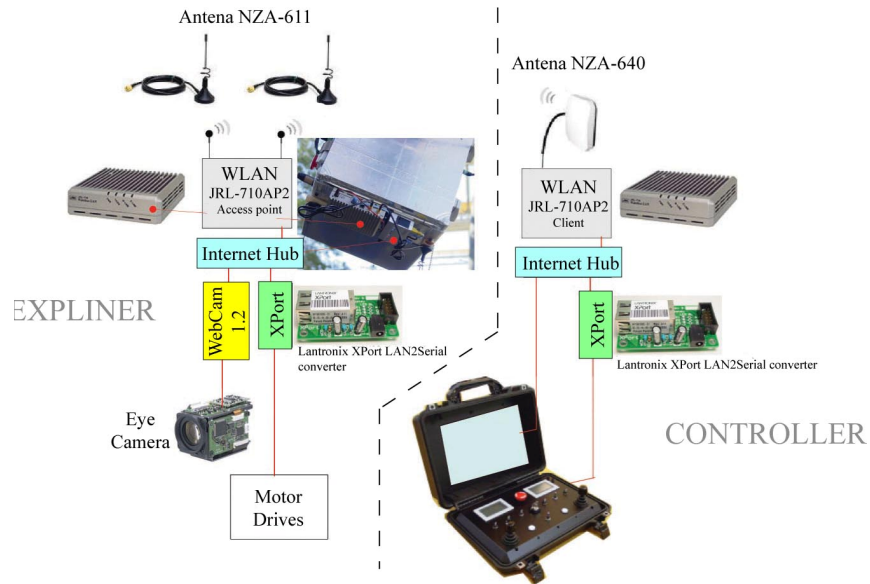 Antena NZA-611
Antena NZA-640
WLAN
JRL-710AP2
Access point
WLAN
JRL-710AP2
Client
Internet Hub
Internet Hub
EXPLINER
WebCam
1.2
XPort
XPort
Lantronix XPort LAN2Serial
converter
Lantronix XPort LAN2Serial converter
Eye
Camera
CONTROLLER
Motor
Drives